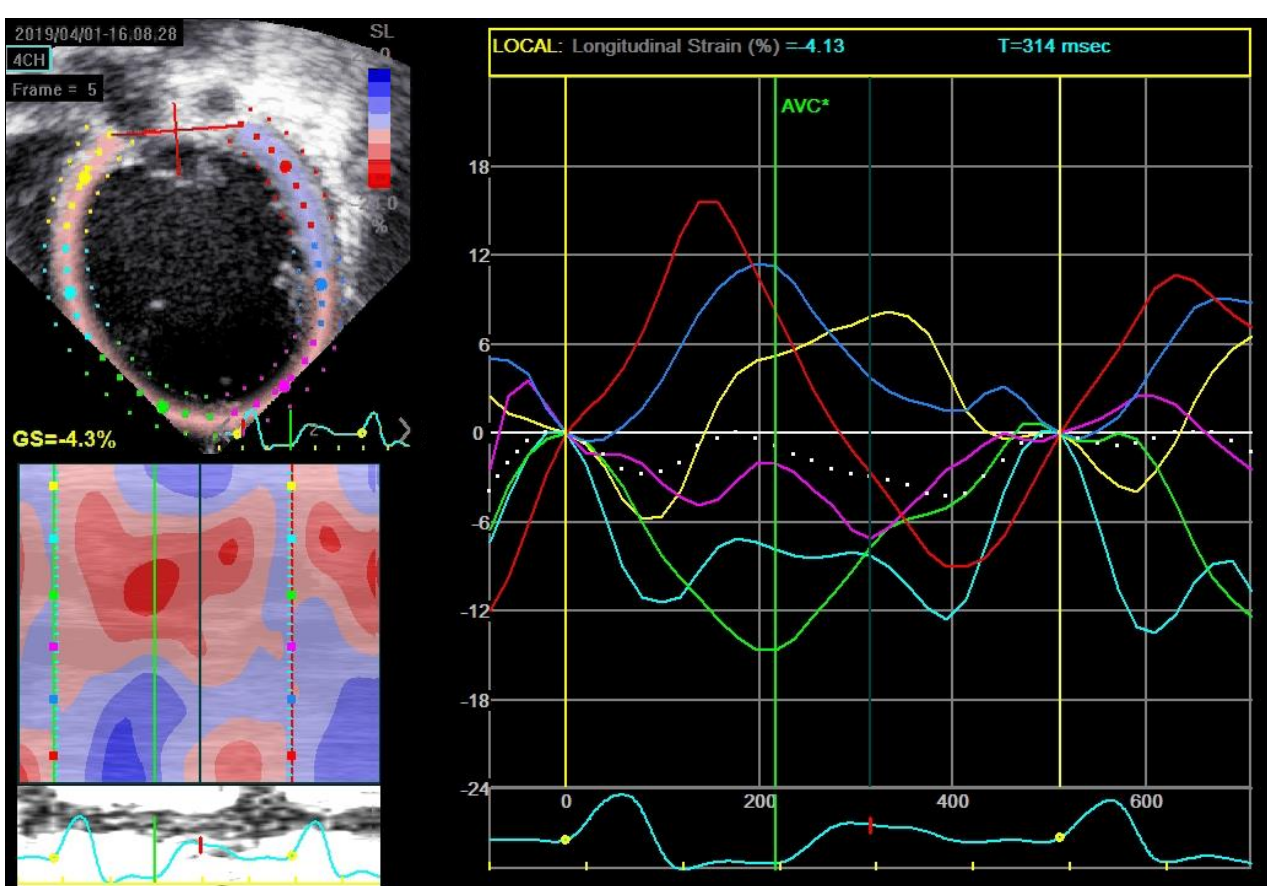 2019/04/01-16.08.28
SL
4CH
Frame = 5
%
GS=-4.3%
2
LOCAL: Longitudinal Strain (%) =-4.13
T=314 msec
AVC*
18
12
6
0
-6
-12
-18
-24
0
200
400
600